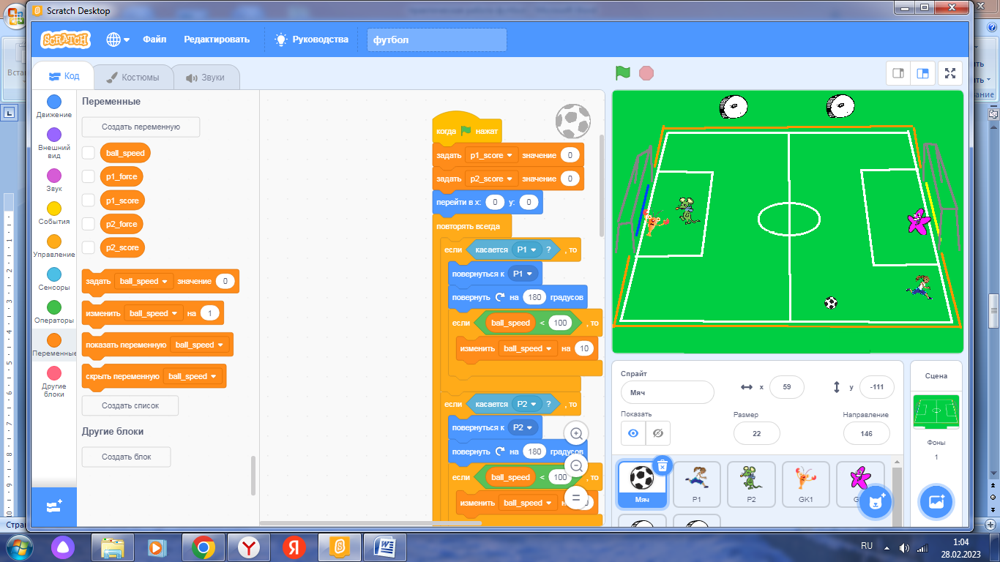 Scratch Desktop
SCRATCH
Файл
Редактировать
Руководства
футбол
Код
Костюмы
Звуки
Движение
Внешний
вид
Звук
События
Управление
Сенсоры
Операторы
Переменные
Другие
блоки
Переменные
Создать переменную
ball_speed
p1_force
p1_score
p2_force
p2_score
задать ball_speed значение 0
изменить ball_speed на 1
показать переменную ball_speed
скрыть переменную ball_speed
Создать список
Другие блоки
Создать блок
когда нажат
задать p1_score значение 0
задать p2_score значение 0
перейти в x: 0 y: 0
повторять всегда
если касается P1 ? , то
повернуться к P1
повернуть на 180 градусов
если ball_speed < 100 , то
изменить ball_speed на 10
если касается P2 ? , то
повернуться к P2
повернуть на 180 градусов
если ball_speed < 100 , то
изменить ball_speed
Спрайт
Мяч
x 59
y -111
Показать
Размер
22
Направление
146
Мяч
P1
P2
GK1
Сцена
Фоны
1
RU
1:04
28.02.2023